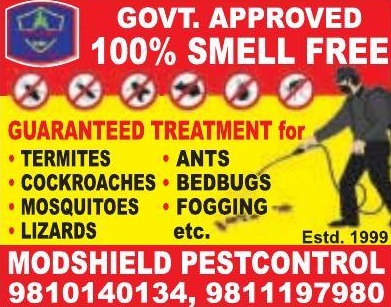 GOVT. APPROVED
100% SMELL FREE
GUARANTEED TREATMENT for
• TERMITES • ANTS
• COCKROACHES • BEDBUGS
• MOSQUITOES • FOGGING
• LIZARDS etc.
Estd. 1999
MODSHIELD PESTCONTROL
9810140134, 9811197980